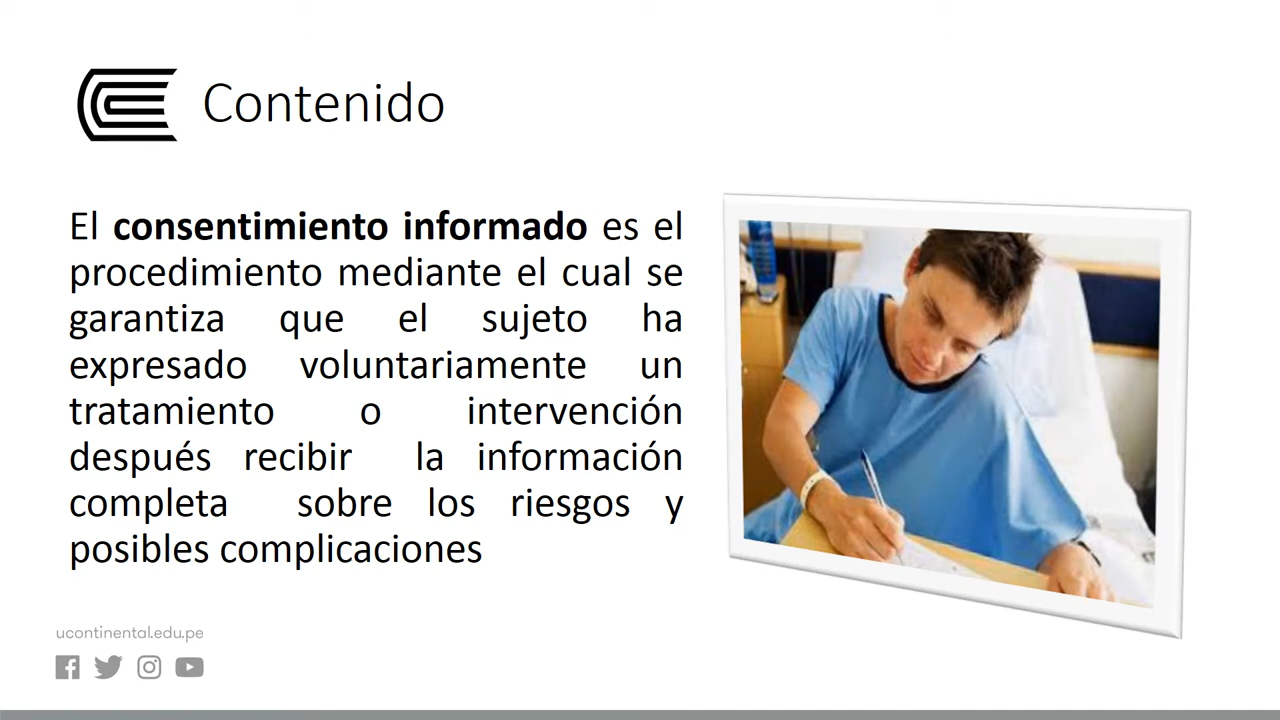 Contenido
El consentimiento informado es el
procedimiento mediante el cual se
garantiza que el sujeto ha
expresado voluntariamente un
tratamiento o intervención
después recibir la información
completa sobre los riesgos y
posibles complicaciones
ucontinental.edu.pe